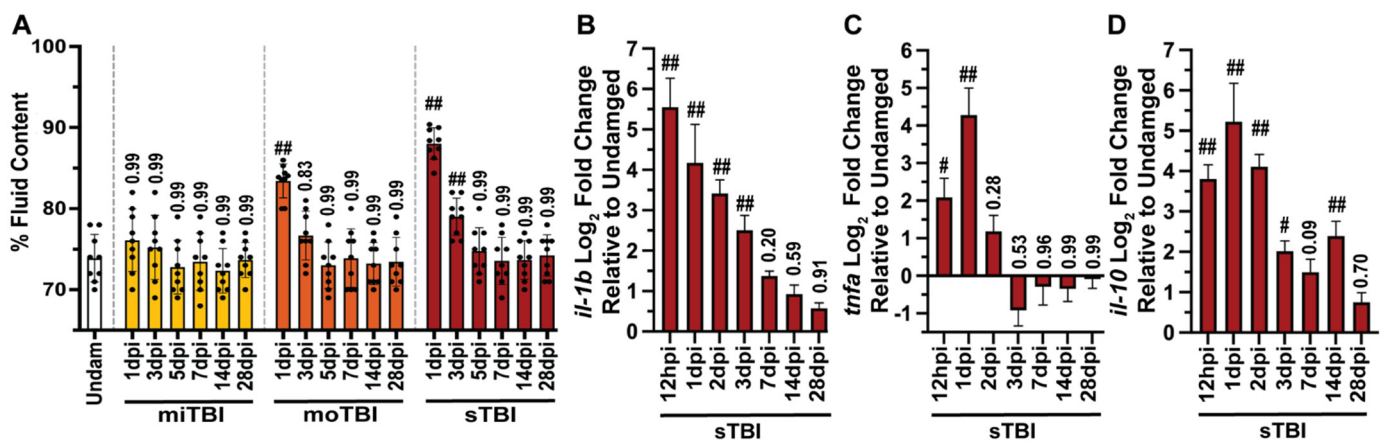 A
% Fluid Content
100
90
80
70
0.99
0.99
0.99
0.99
0.99
0.99
##
0.83
0.99
0.99
0.99
0.99
##
##
0.99
0.99
0.99
0.99
Undam
1dpi
3dpi
5dpi
7dpi
14dpi
28dpi
miTBI
1dpi
3dpi
5dpi
7dpi
14dpi
28dpi
moTBI
1dpi
3dpi
5dpi
7dpi
14dpi
28dpi
sTBI
B
il-1b Log2 Fold Change
Relative to Undamged
7
6
5
4
3
2
1
0
##
##
##
##
0.20
0.59
0.91
12hpi
1dpi
2dpi
3dpi
7dpi
14dpi
28dpi
sTBI
C
tnfa Log2 Fold Change
Relative to Undamged
6
5
4
3
2
1
0
-1
#
##
0.28
0.53
0.96
0.99
0.99
12hpi
1dpi
2dpi
3dpi
7dpi
14dpi
28dpi
sTBI
D
il-10 Log2 Fold Change
Relative to Undamged
7
6
5
4
3
2
1
0
##
##
##
#
0.09
##
0.70
12hpi
1dpi
2dpi
3dpi
7dpi
14dpi
28dpi
sTBI